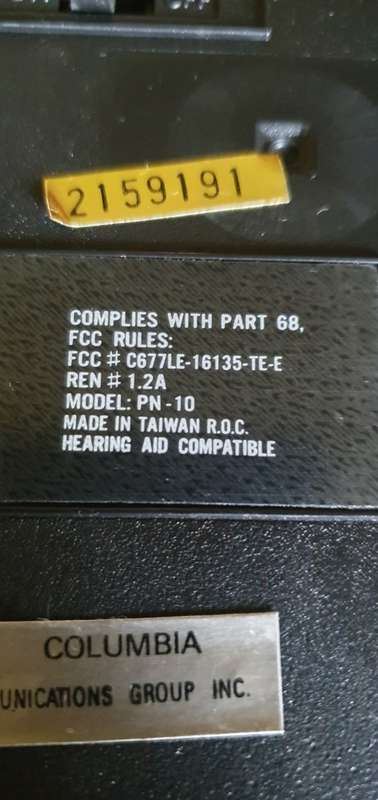 OFF
2159191
COMPLIES WITH PART 68,
FCC RULES:
FCC # C677LE-16135-TE-E
REN # 1.2A
MODEL: PN-10
MADE IN TAIWAN R.O.C.
HEARING AID COMPATIBLE
COLUMBIA
UNICATIONS GROUP INC.